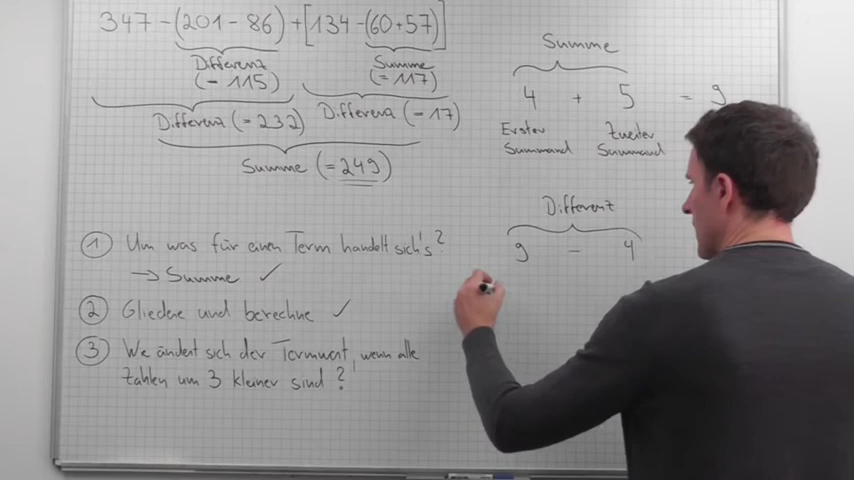 347 - (201 - 86) + [134 - (60+57)]
Differenz
(= 115)
Summe
(= 117)
Differenz (= 232)
Differenz (= 17)
Summe (= 249)
① Um was für einen Term handelt sich's?
→ Summe ✓
② Gliedere und berechne ✓
③ Wie ändert sich der Termwert, wenn alle
Zahlen um 3 kleiner sind?
Summe
4 + 5 = 9
Erster
Summand
Zweiter
Summand
Differenz
9 - 4